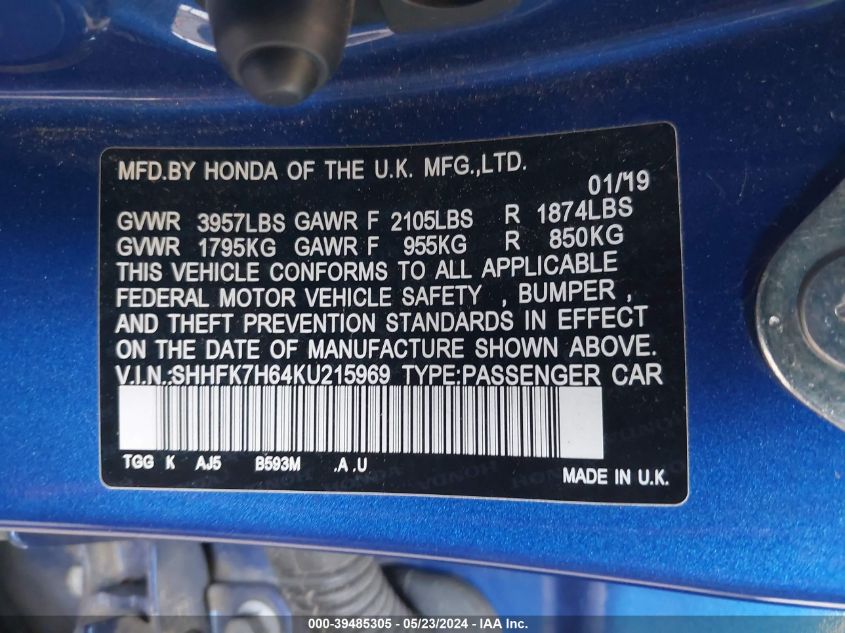 MFD.BY HONDA OF THE U.K. MFG.,LTD.
01/19
GVWR 3957LBS GAWR F 2105LBS R 1874LBS
GVWR 1795KG GAWR F 955KG R 850KG
THIS VEHICLE CONFORMS TO ALL APPLICABLE
FEDERAL MOTOR VEHICLE SAFETY , BUMPER ,
AND THEFT PREVENTION STANDARDS IN EFFECT
ON THE DATE OF MANUFACTURE SHOWN ABOVE.
V.I.N.:SHHFK7H64KU215969 TYPE:PASSENGER CAR
TGG K AJ5 B593M .A .U
MADE IN U.K.
000-39485305 - 05/23/2024 - IAA Inc.